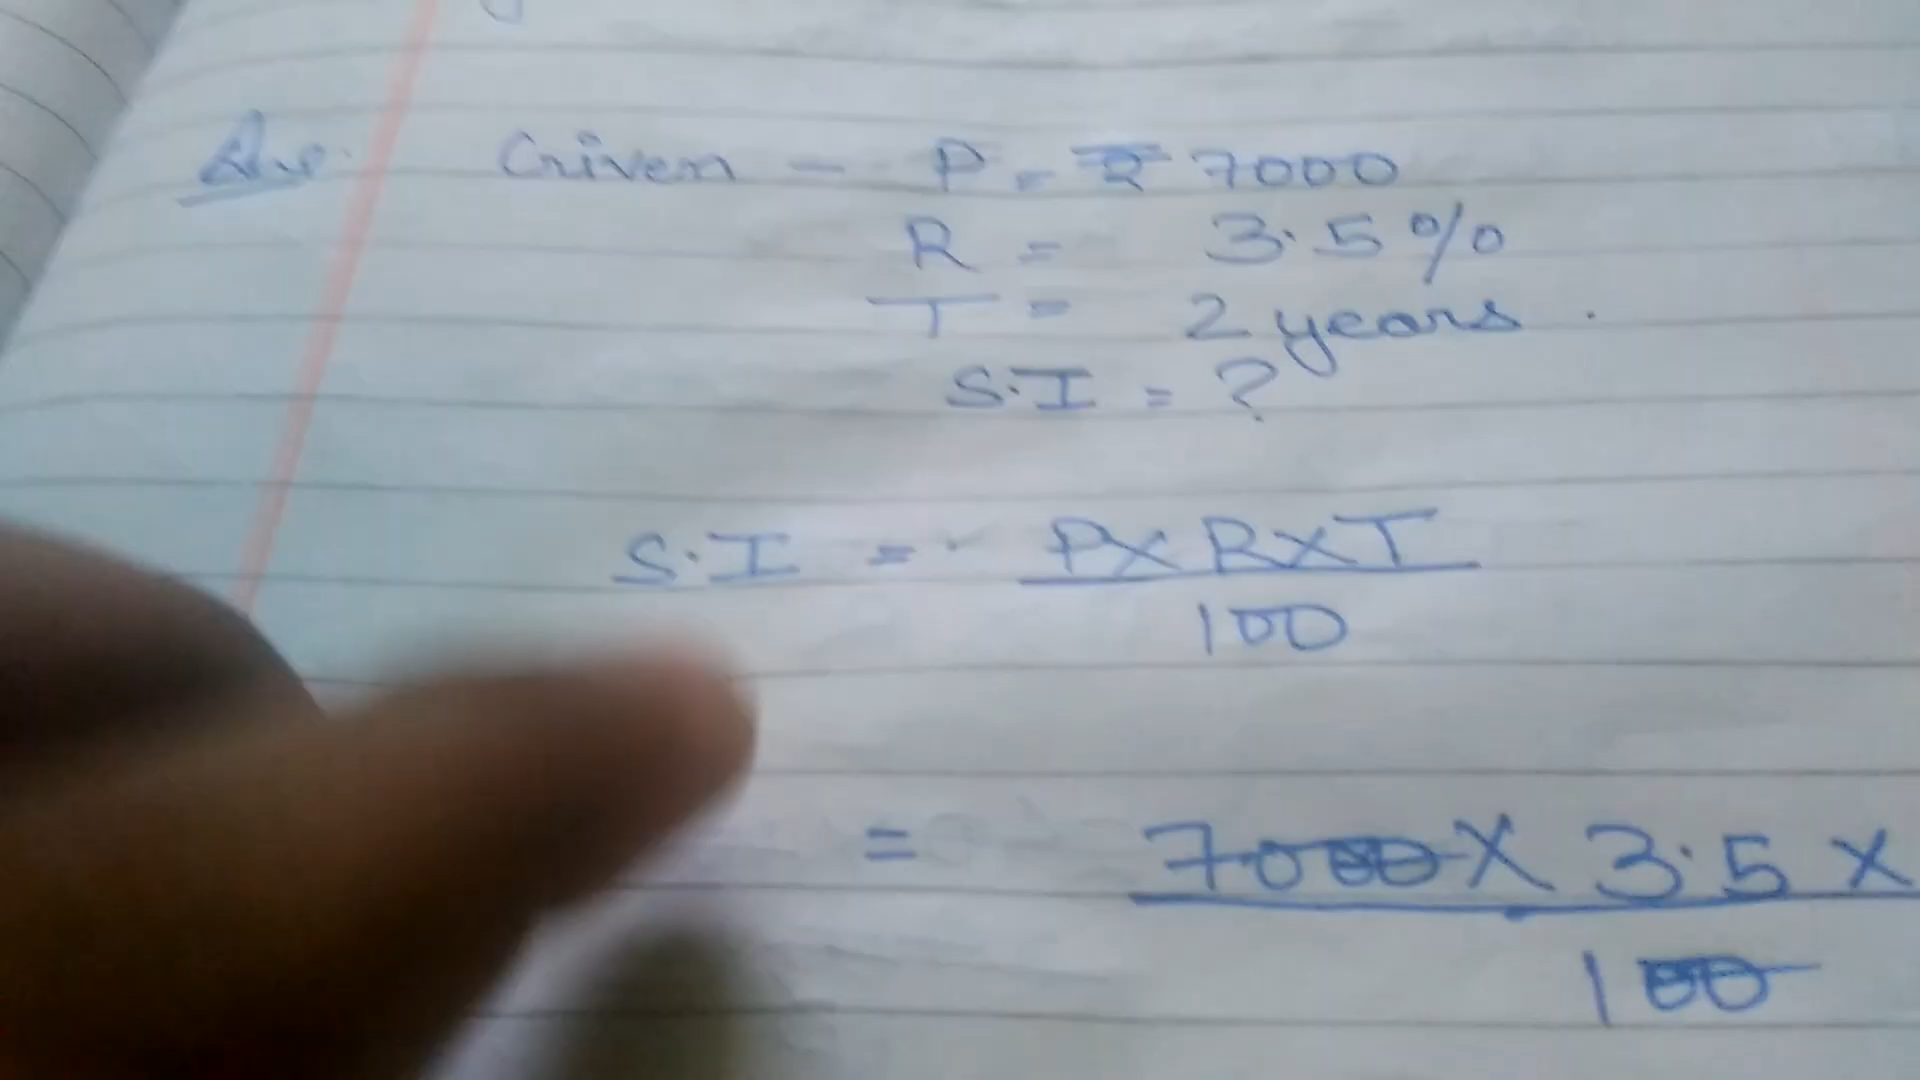 Ans. Given - P = ₹ 7000
R = 3.5%
T = 2 years.
S.I = ?
S.I = P×R×T
100
= 7000 × 3.5 ×
100